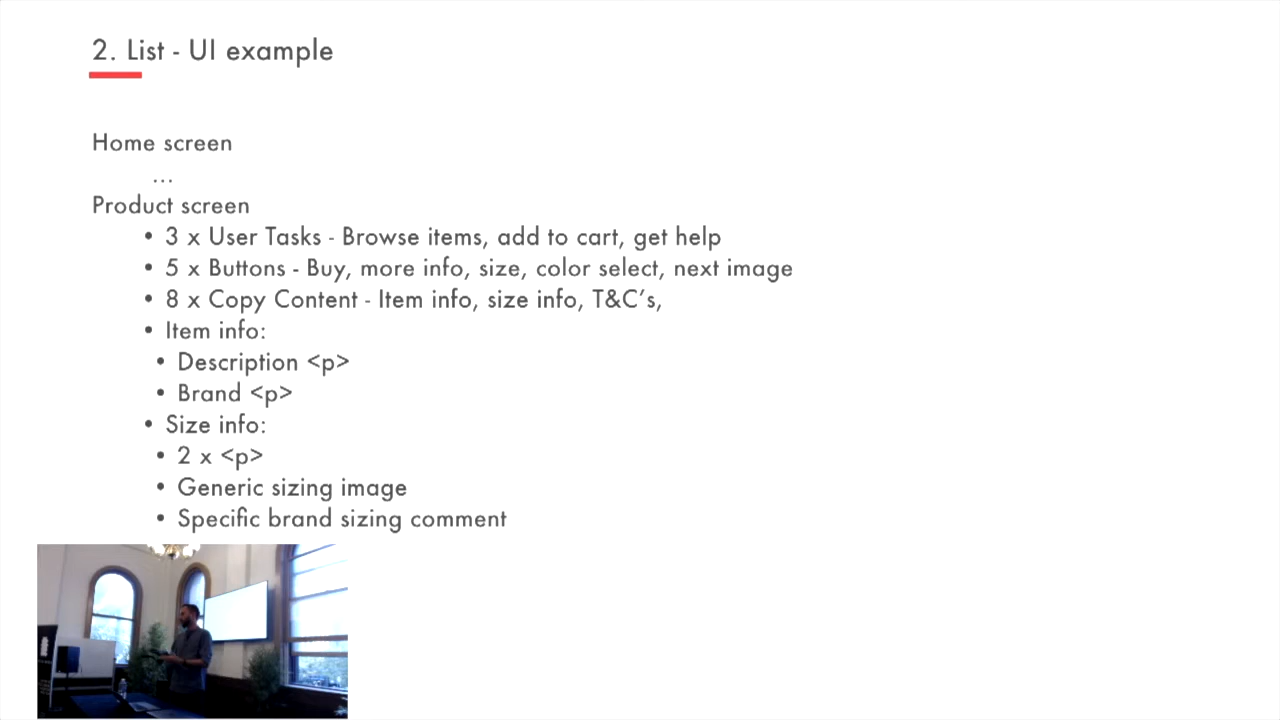 2. List - UI example
Home screen
...
Product screen
• 3 x User Tasks - Browse items, add to cart, get help
• 5 x Buttons - Buy, more info, size, color select, next image
• 8 x Copy Content - Item info, size info, T&C's,
• Item info:
• Description <p>
• Brand <p>
• Size info:
• 2 x <p>
• Generic sizing image
• Specific brand sizing comment